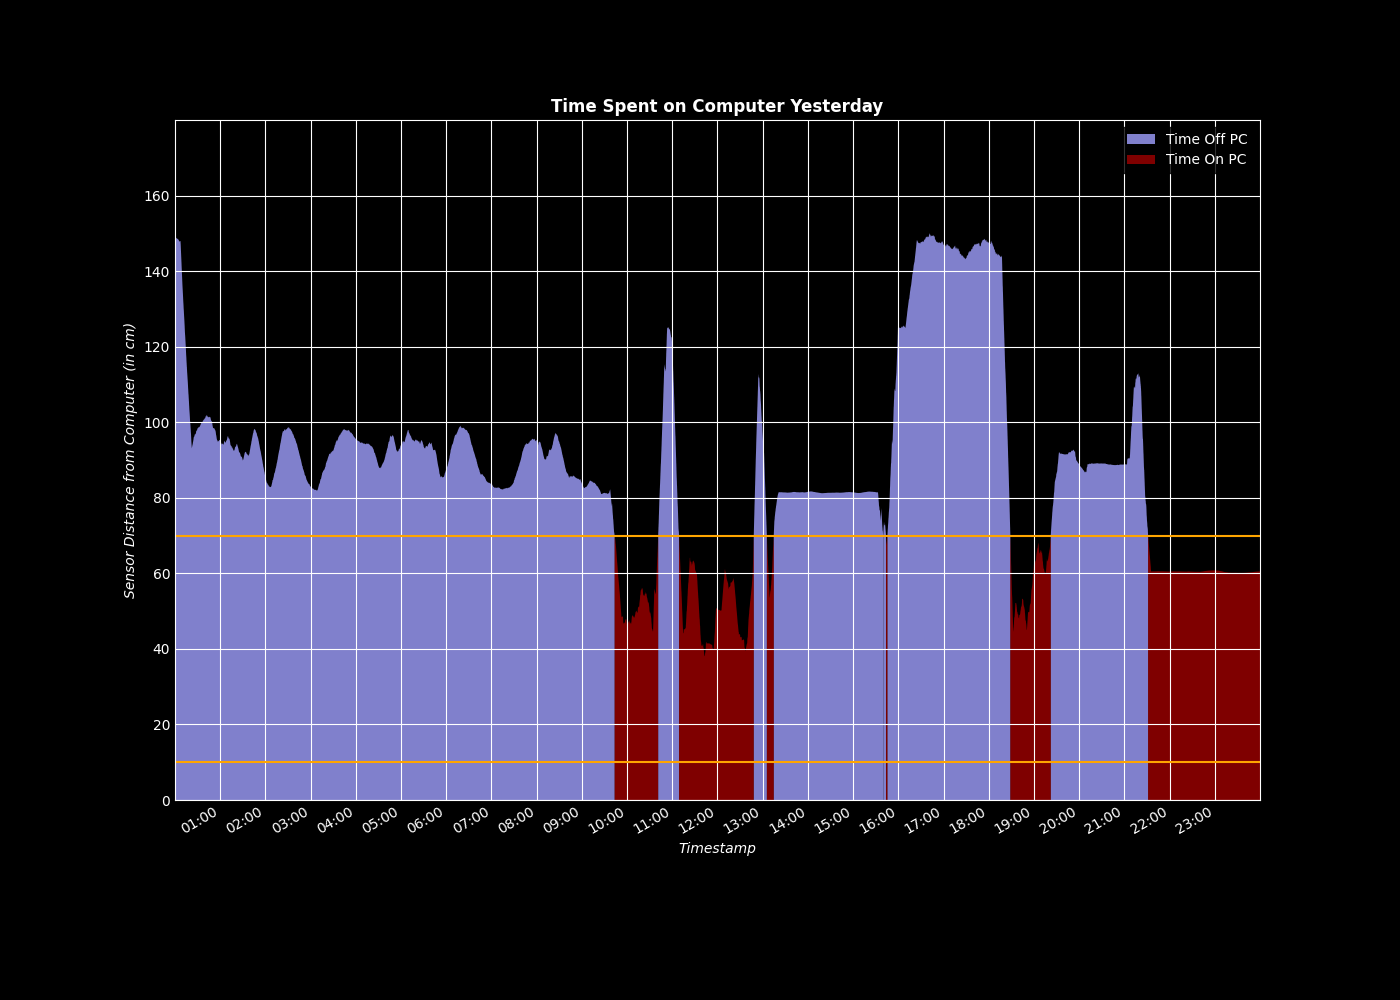 Time Spent on Computer Yesterday
Time Off PC
Time On PC
Sensor Distance from Computer (in cm)
160
140
120
100
80
60
40
20
0
01:00 02:00 03:00 04:00 05:00 06:00 07:00 08:00 09:00 10:00 11:00 12:00 13:00 14:00 15:00 16:00 17:00 18:00 19:00 20:00 21:00 22:00 23:00
Timestamp